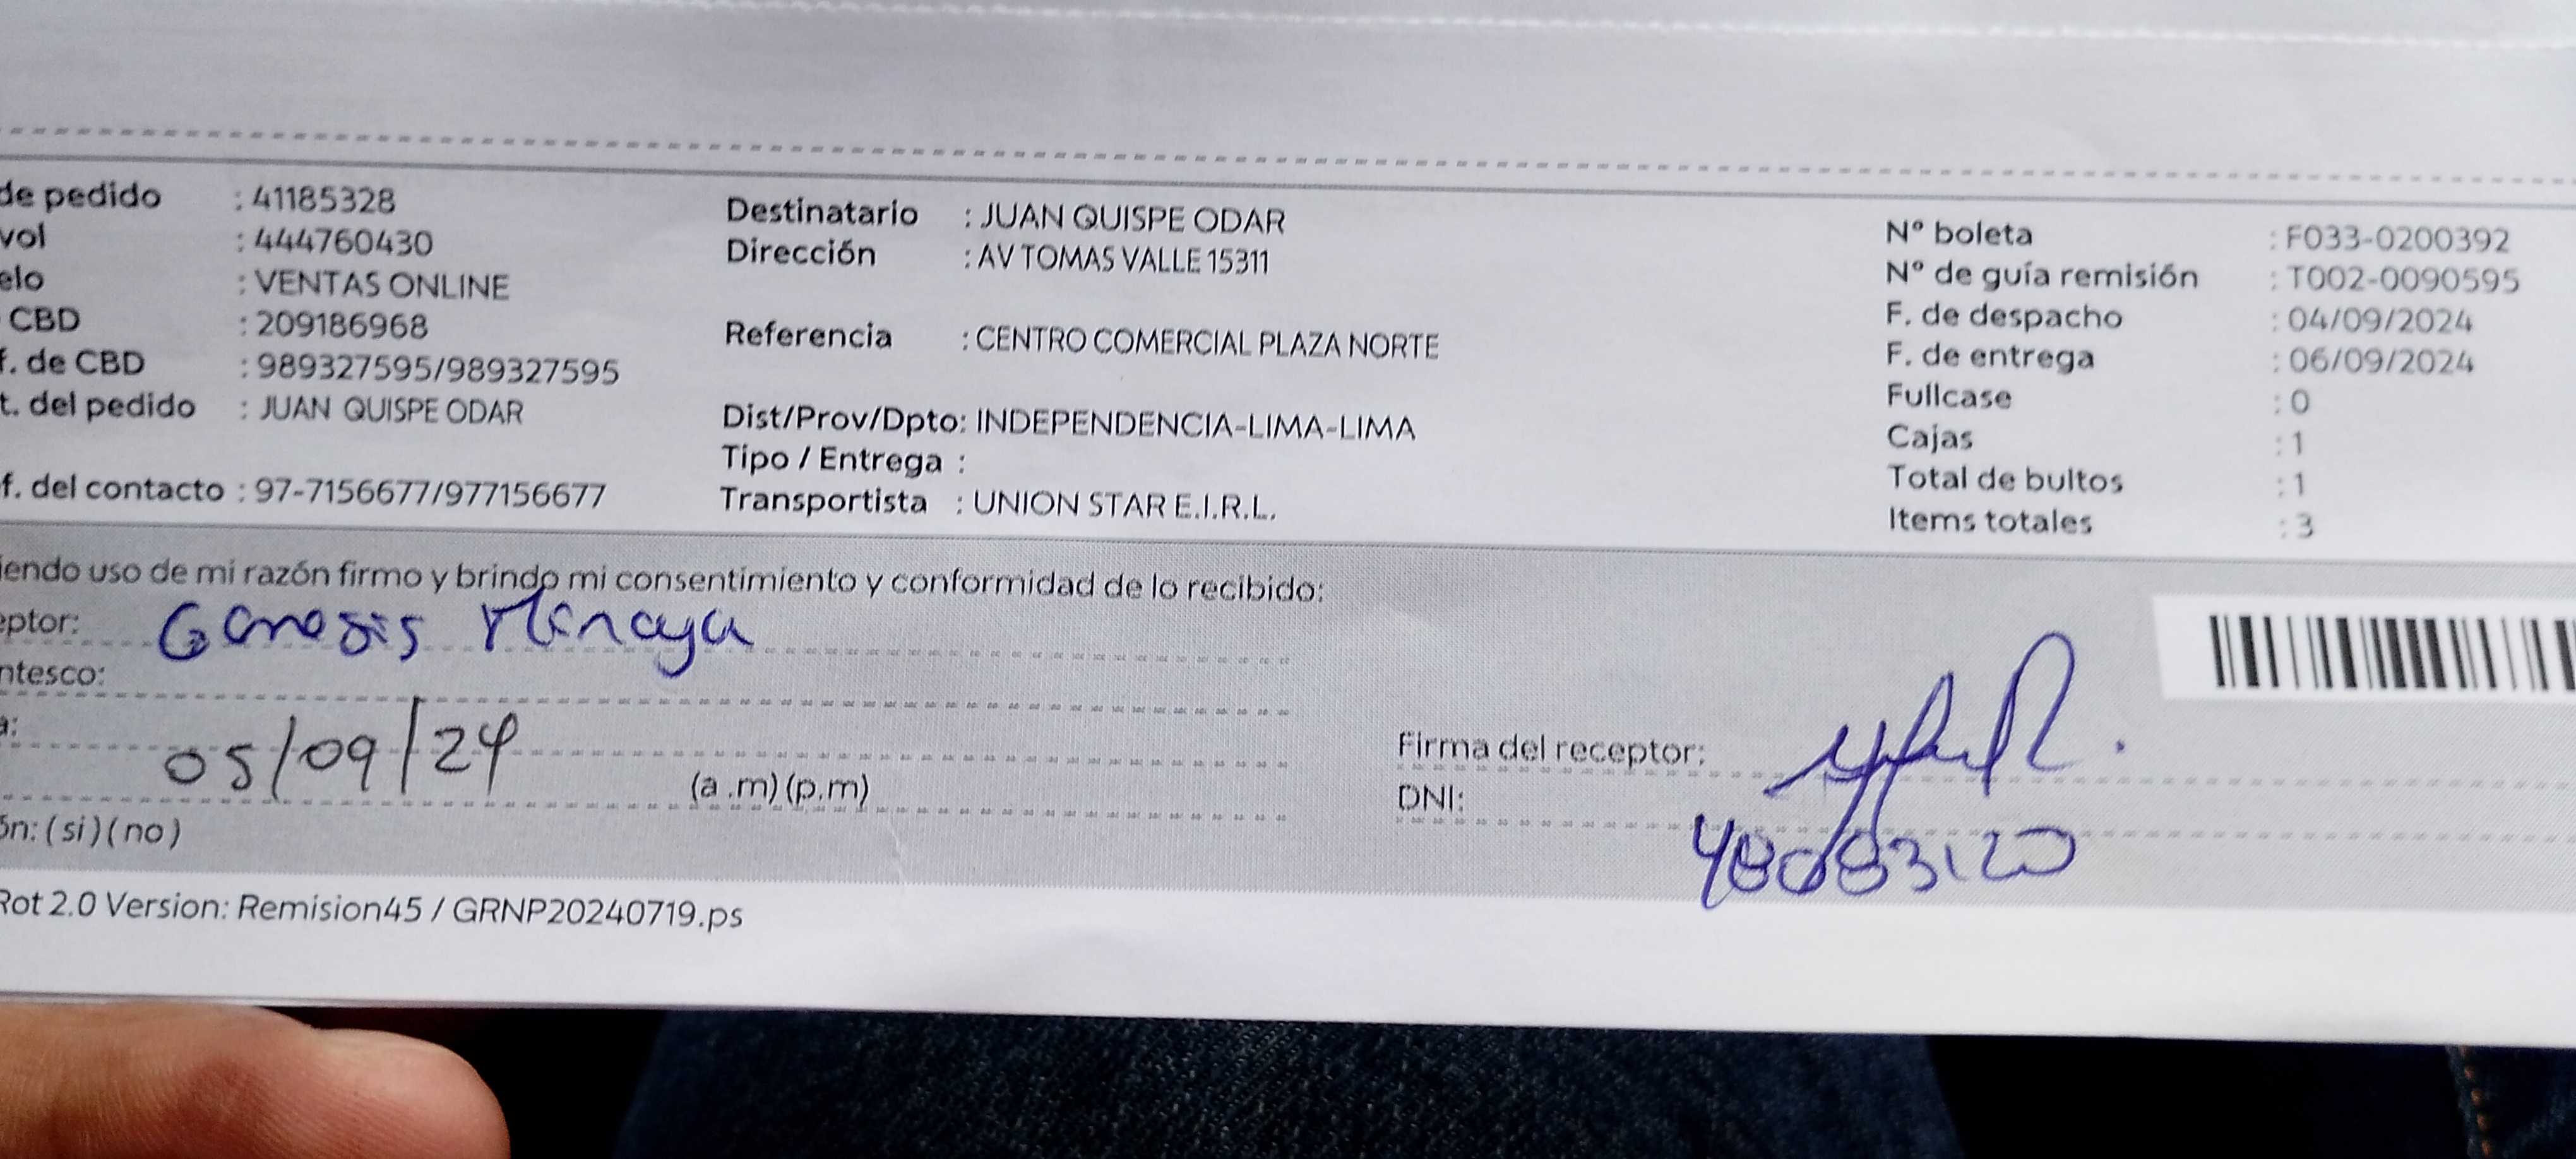 de pedido : 41185328
vol : 444760430
elo : VENTAS ONLINE
CBD : 209186968
f. de CBD : 989327595/989327595
t. del pedido : JUAN QUISPE ODAR
f. del contacto : 97-7156677/977156677
Destinatario : JUAN QUISPE ODAR
Dirección : AV TOMAS VALLE 15311
Referencia : CENTRO COMERCIAL PLAZA NORTE
Dist/Prov/Dpto: INDEPENDENCIA-LIMA-LIMA
Tipo / Entrega :
Transportista : UNION STAR E.I.R.L.
N° boleta : F033-0200392
N° de guía remisión : T002-0090595
F. de despacho : 04/09/2024
F. de entrega : 06/09/2024
Fullcase : 0
Cajas : 1
Total de bultos : 1
Items totales : 3
iendo uso de mi razón firmo y brindo mi consentimiento y conformidad de lo recibido:
eptor: Genesis Minaya
ntesco:
a: 05/09/24
(a .m) (p.m)
ón: (si) (no)
Firma del receptor:
DNI: 48083120
Rot 2.0 Version: Remision45 / GRNP20240719.ps